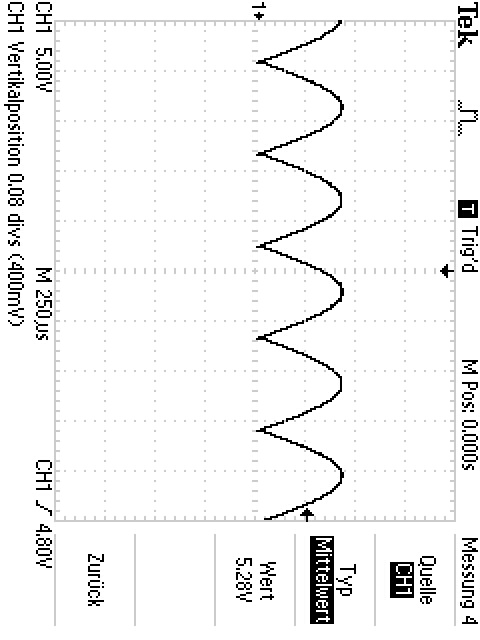 Tek T Trig'd M Pos: 0.000s Messung 4
Quelle
CH1
Typ
Mittelwert
Wert
5.28V
Zurück
1
CH1 5.00V M 250µs CH1 4.80V
CH1 Vertikalposition 0.08 divs (400mV)